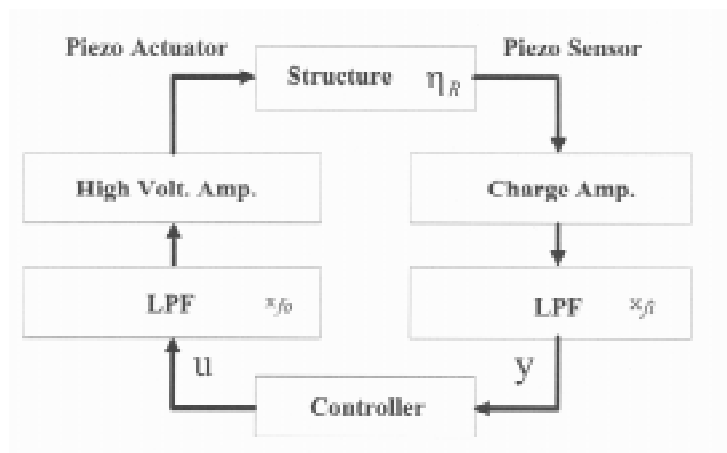 Piezo Actuator
Piezo Sensor
Structure η_R
High Volt. Amp.
Charge Amp.
LPF x_fo
LPF x_fi
u
y
Controller